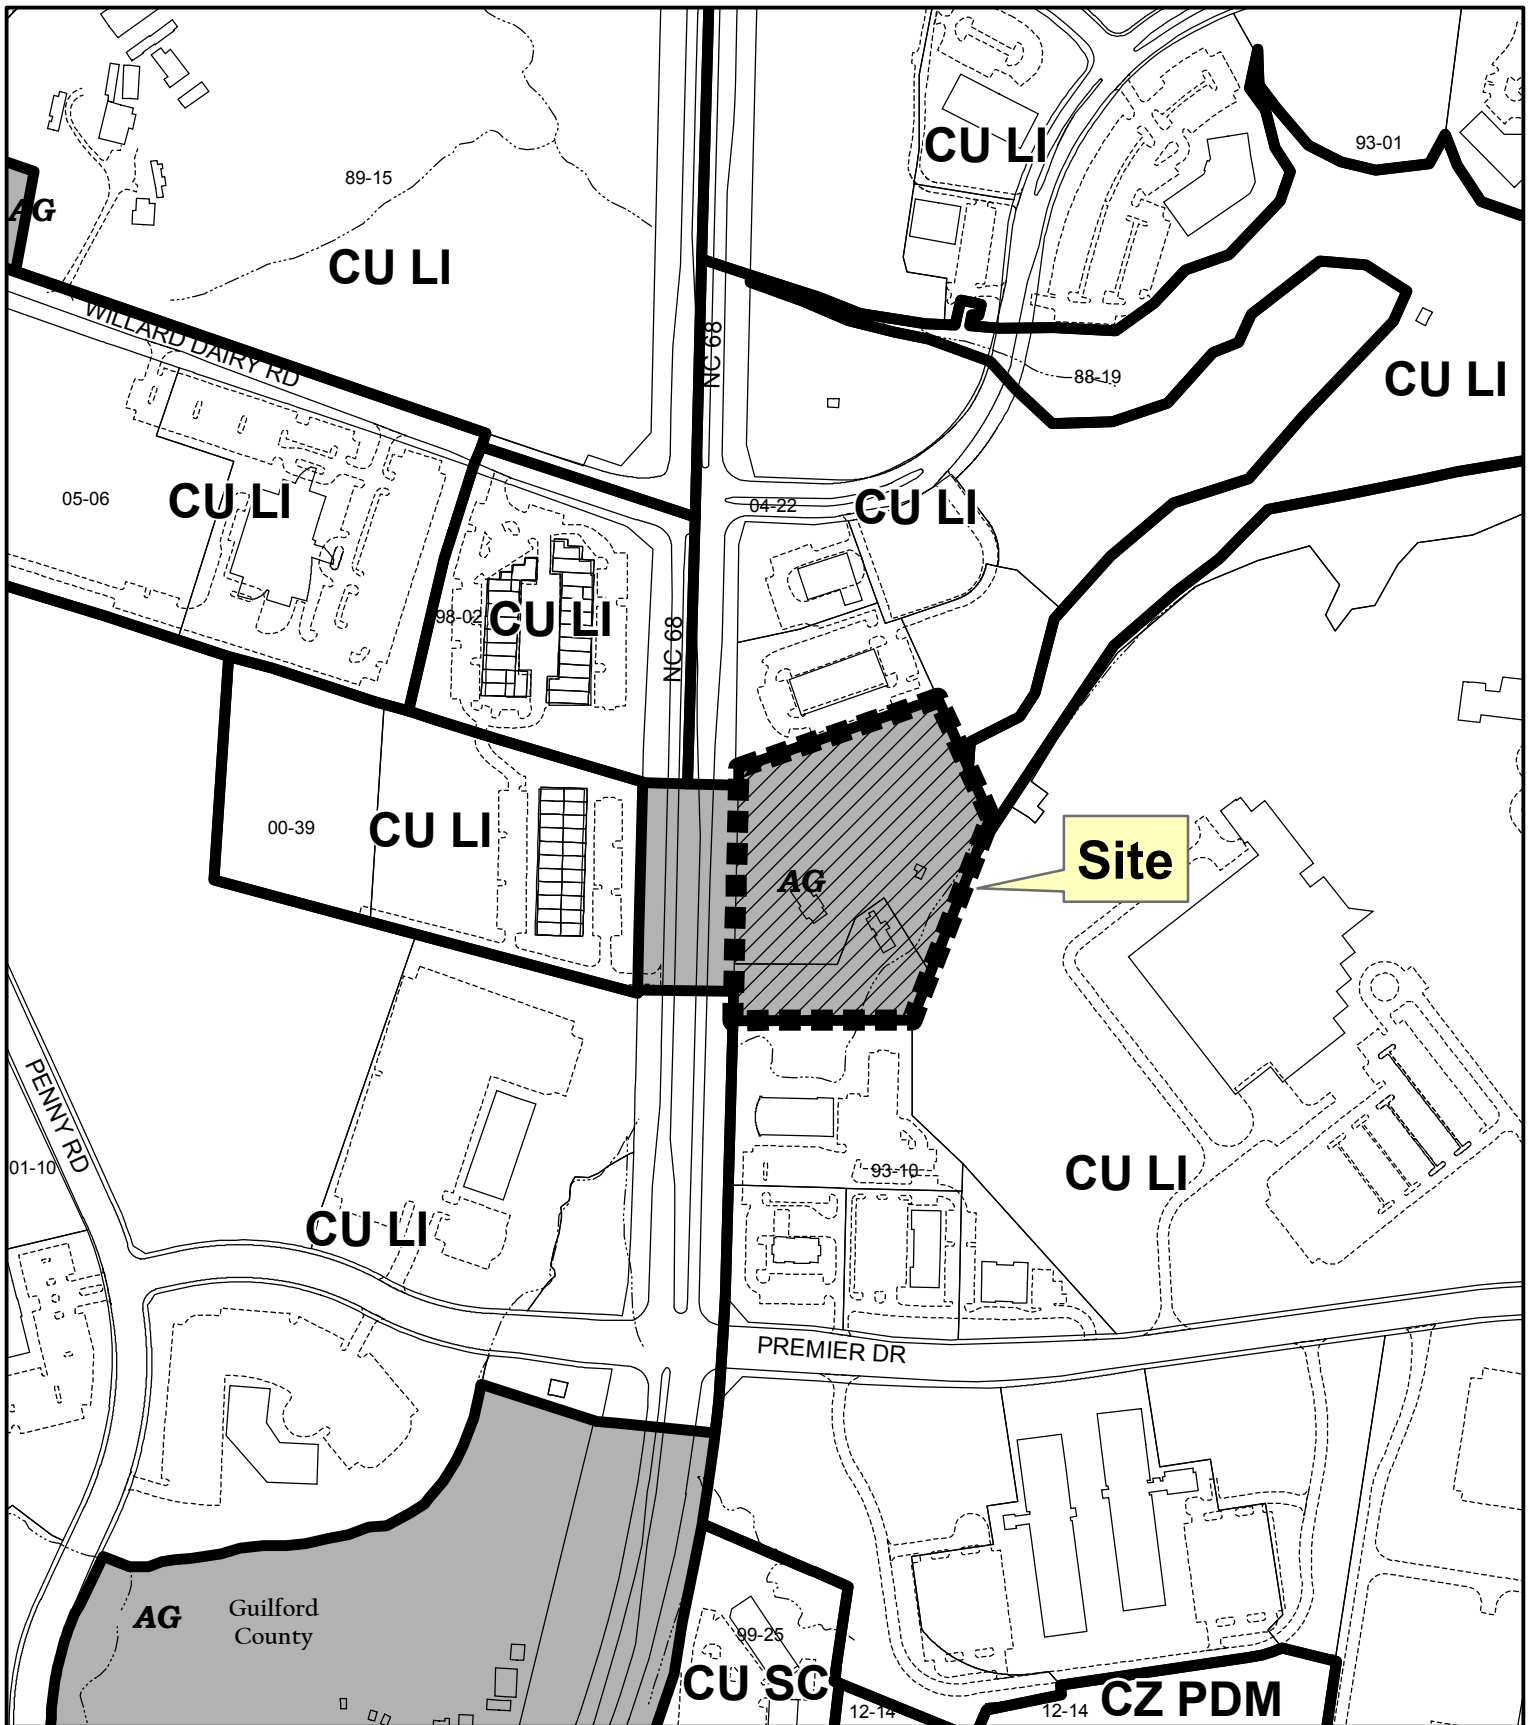 CU LI
93-01
89-15
AG
CU LI
WILLARD DAIRY RD
NC 68
88-19
CU LI
05-06
CU LI
04-22
CU LI
98-02
CU LI
NC 68
00-39
CU LI
Site
AG
PENNY RD
01-10
93-10
CU LI
CU LI
PREMIER DR
AG
Guilford
County
99-25
CU SC
12-14
12-14
CZ PDM